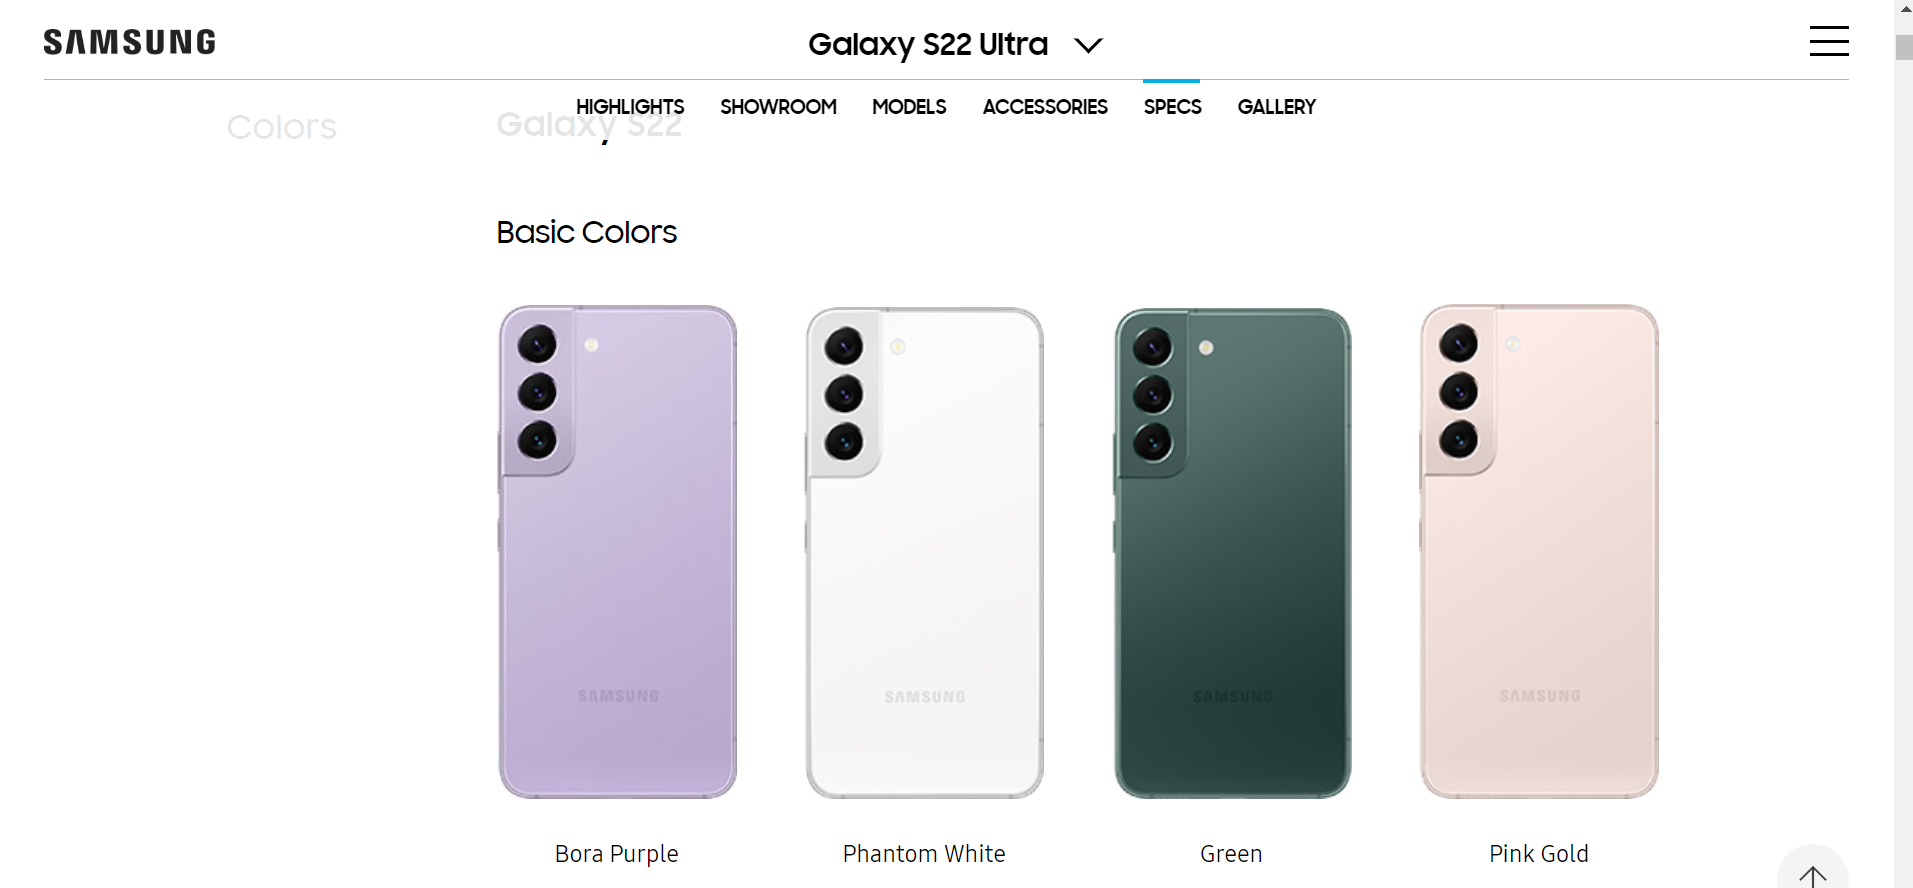 SAMSUNG
Galaxy S22 Ultra
HIGHLIGHTS SHOWROOM MODELS ACCESSORIES SPECS GALLERY
Colors
Galaxy S22
Basic Colors
SAMSUNG SAMSUNG SAMSUNG SAMSUNG
Bora Purple Phantom White Green Pink Gold